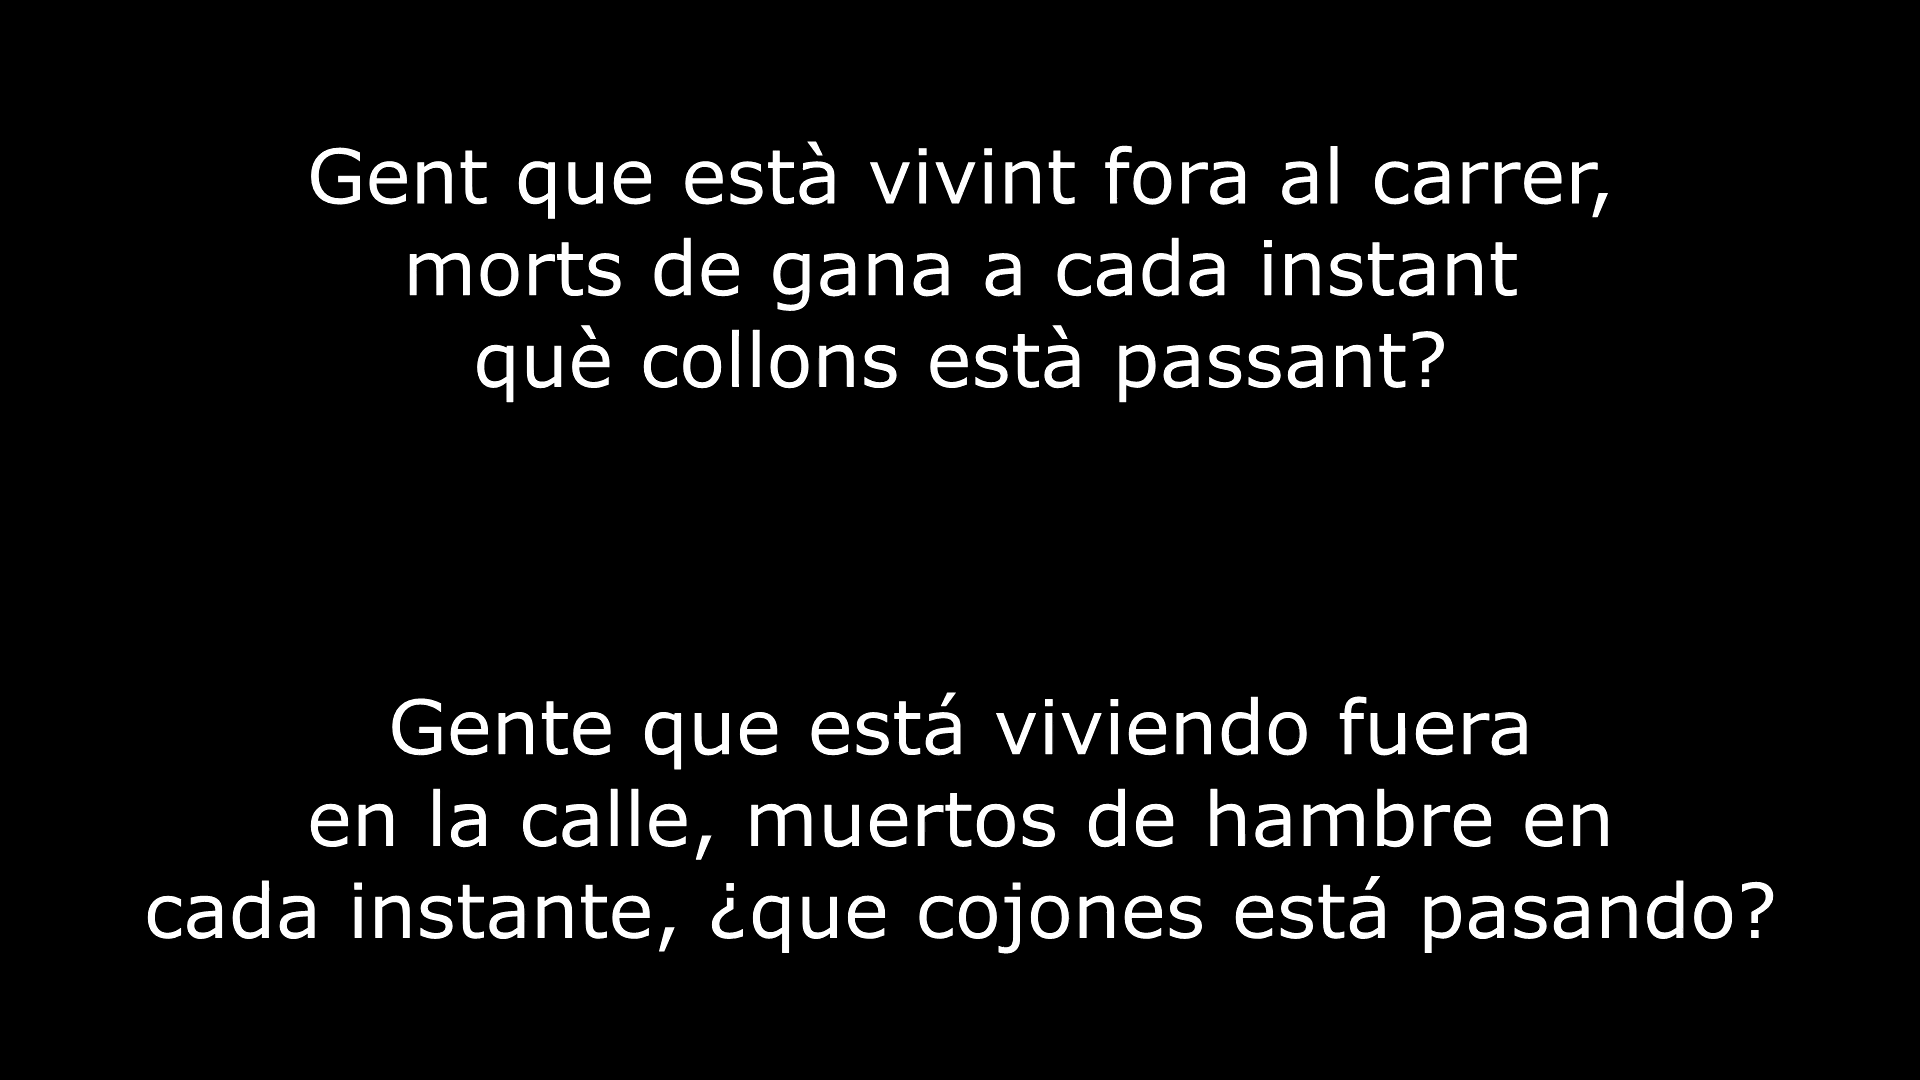 Gent que està vivint fora al carrer,
morts de gana a cada instant
què collons està passant?
Gente que está viviendo fuera
en la calle, muertos de hambre en
cada instante, ¿que cojones está pasando?